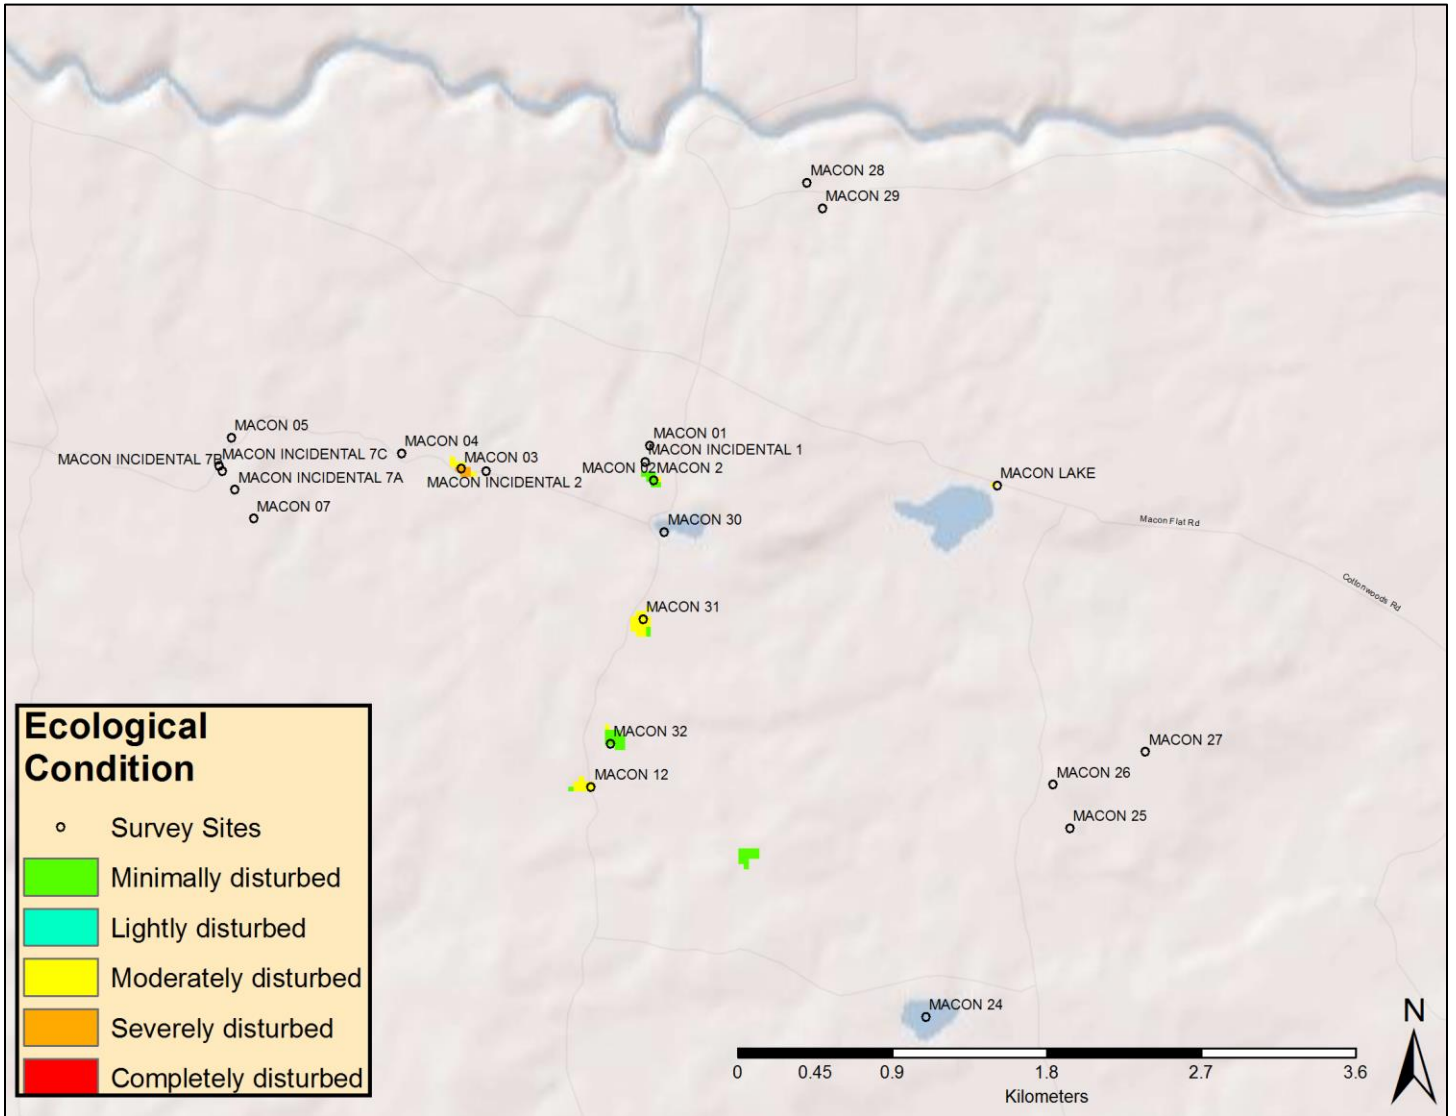 MACON 28
MACON 29
MACON 01
MACON 05
MACON 04
MACON INCIDENTAL 1
MACON INCIDENTAL 7B
MACON INCIDENTAL 7C
MACON 03
MACON 02
MACON 2
MACON LAKE
MACON INCIDENTAL 7A
MACON INCIDENTAL 2
MACON 07
MACON 30
Macon Flat Rd
Cottonwoods Rd
MACON 31
MACON 32
MACON 27
MACON 12
MACON 26
MACON 25
MACON 24
Ecological
Condition
Survey Sites
Minimally disturbed
Lightly disturbed
Moderately disturbed
Severely disturbed
Completely disturbed
N
0 0.45 0.9 1.8 2.7 3.6
Kilometers